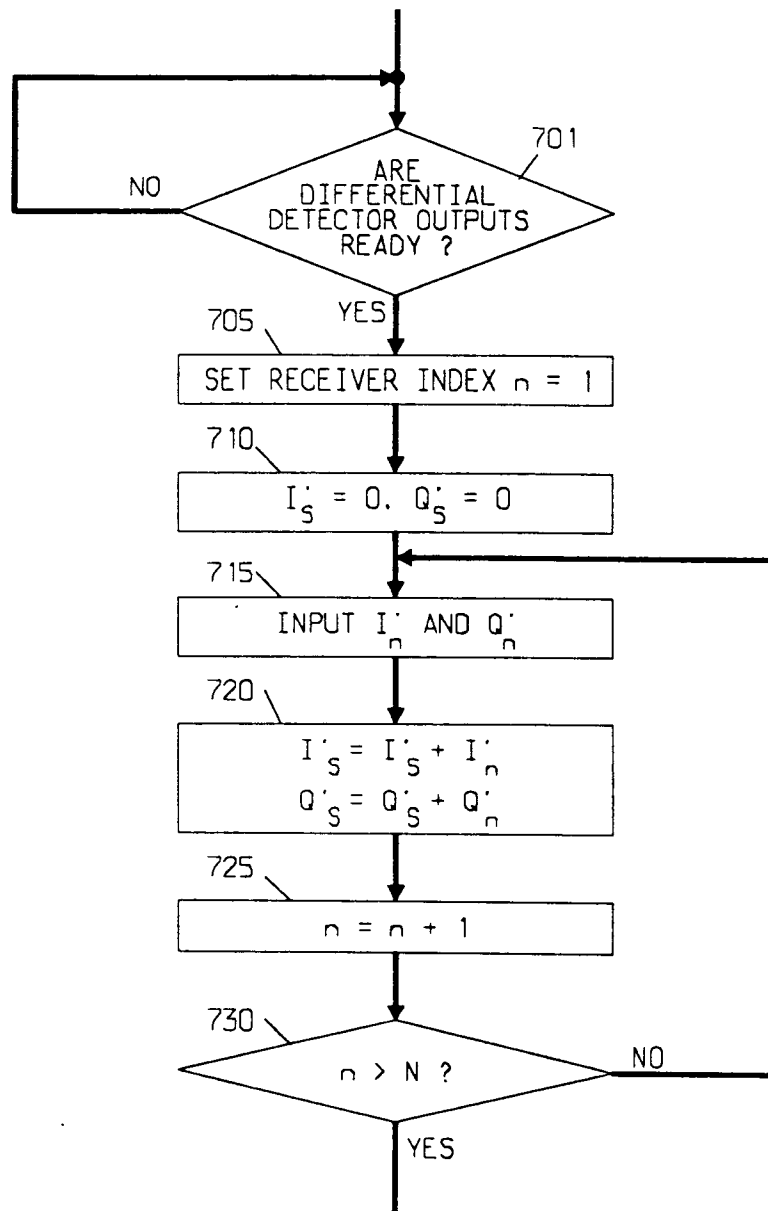 701
ARE
DIFFERENTIAL
DETECTOR OUTPUTS
READY ?
NO
YES
705
SET RECEIVER INDEX n = 1
710
I'S = 0, Q'S = 0
715
INPUT I'n AND Q'n
720
I'S = I'S + I'n
Q'S = Q'S + Q'n
725
n = n + 1
730
n > N ?
NO
YES